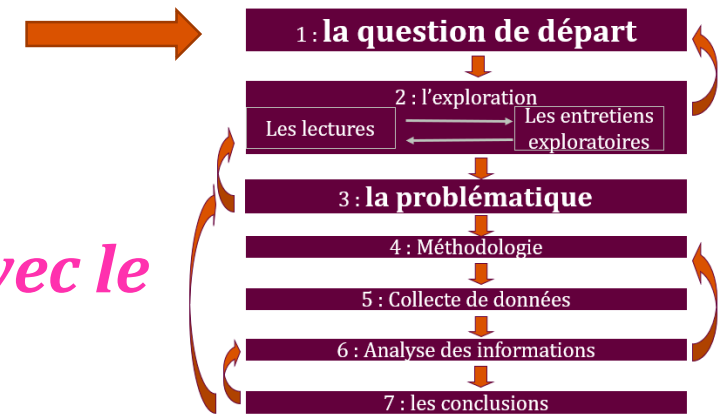 1 : la question de départ
2 : l'exploration
Les lectures
Les entretiens
exploratoires
3 : la problématique
vec le
4 : Méthodologie
5 : Collecte de données
6 : Analyse des informations
7 : les conclusions